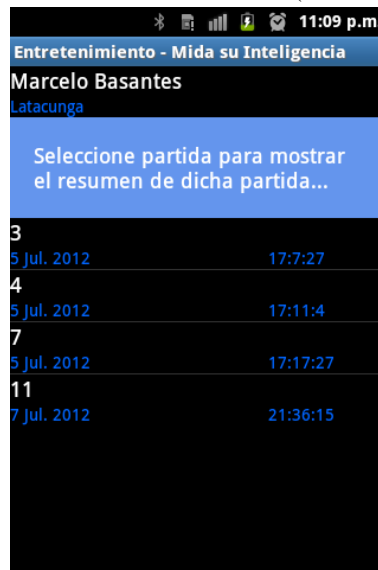 11:09 p.m
Entretenimiento - Mida su Inteligencia
Marcelo Basantes
Latacunga
Seleccione partida para mostrar
el resumen de dicha partida...
3
5 Jul. 2012 17:7:27
4
5 Jul. 2012 17:11:4
7
5 Jul. 2012 17:17:27
11
7 Jul. 2012 21:36:15